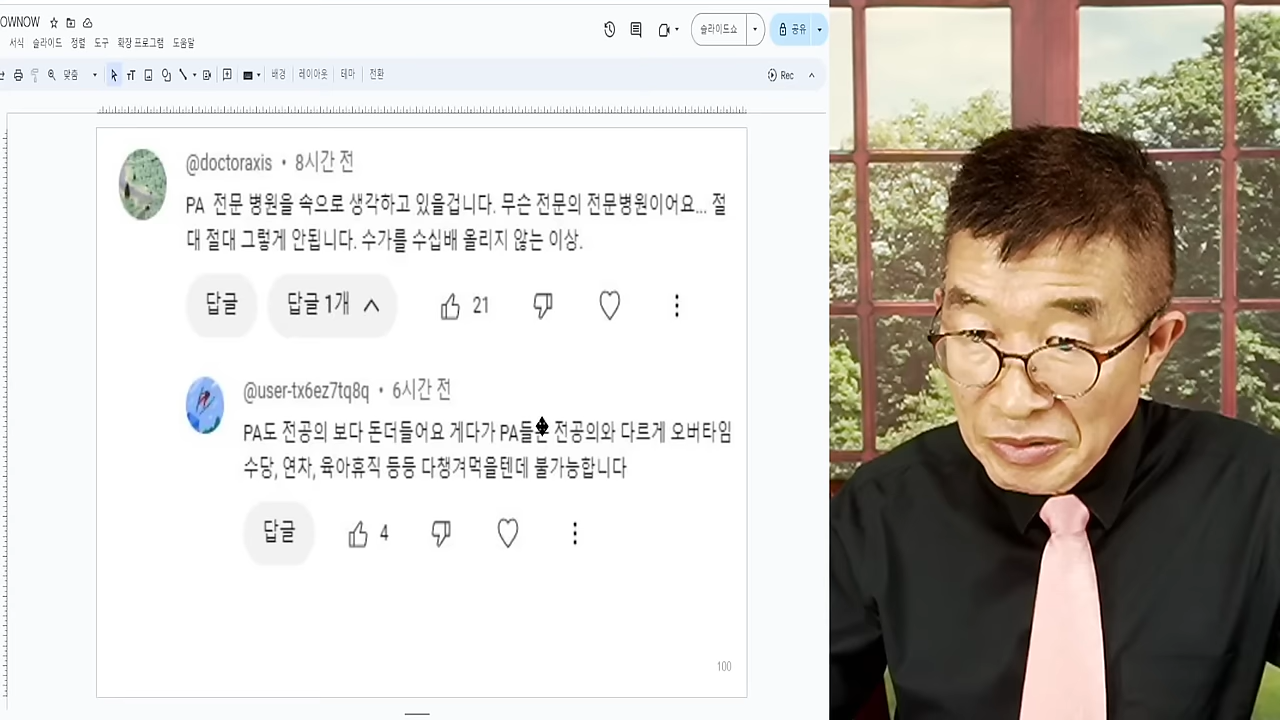 OWNOW
서식 슬라이드 정렬 도구 확장 프로그램 도움말
슬라이드쇼
공유
맞춤
배경 레이아웃 테마 전환
Rec
@doctoraxis • 8시간 전
PA 전문 병원을 속으로 생각하고 있을겁니다. 무슨 전문의 전문병원이어요... 절
대 절대 그렇게 안됩니다. 수가를 수십배 올리지 않는 이상.
답글
답글 1개
21
@user-tx6ez7tq8q • 6시간 전
PA도 전공의 보다 돈더들어요 게다가 PA들은 전공의와 다르게 오버타임
수당, 연차, 육아휴직 등등 다챙겨먹을텐데 불가능합니다
답글
4
100